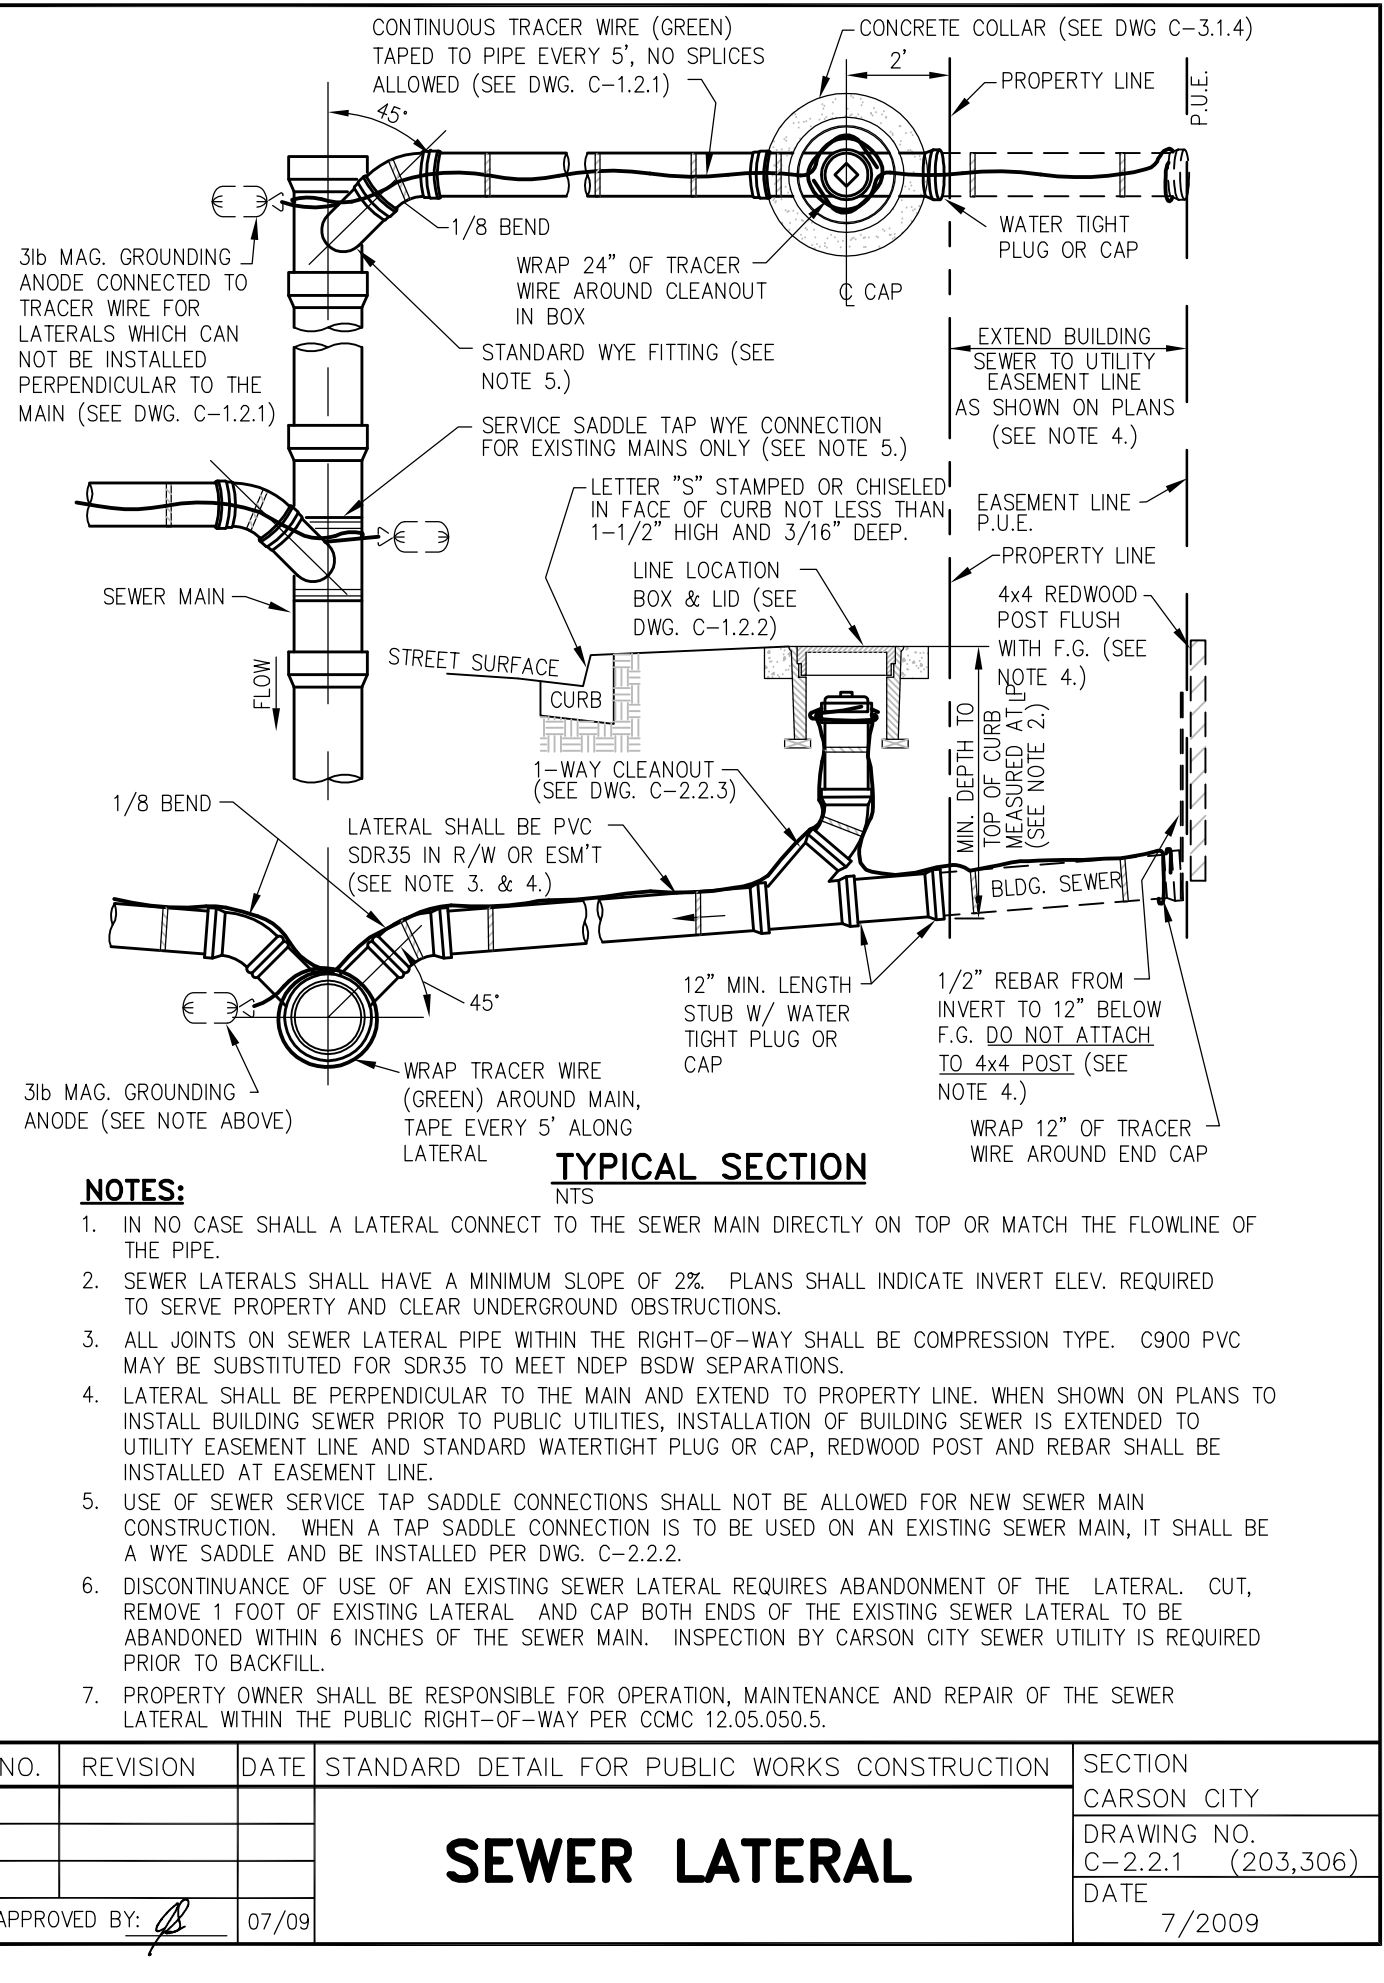 CONTINUOUS TRACER WIRE (GREEN)
TAPED TO PIPE EVERY 5', NO SPLICES
ALLOWED (SEE DWG. C-1.2.1)
CONCRETE COLLAR (SEE DWG C-3.1.4)
2'
PROPERTY LINE
P.U.E.
45°
1/8 BEND
3lb MAG. GROUNDING
ANODE CONNECTED TO
TRACER WIRE FOR
LATERALS WHICH CAN
NOT BE INSTALLED
PERPENDICULAR TO THE
MAIN (SEE DWG. C-1.2.1)
WRAP 24" OF TRACER
WIRE AROUND CLEANOUT
IN BOX
℄ CAP
WATER TIGHT
PLUG OR CAP
STANDARD WYE FITTING (SEE
NOTE 5.)
EXTEND BUILDING
SEWER TO UTILITY
EASEMENT LINE
AS SHOWN ON PLANS
(SEE NOTE 4.)
SERVICE SADDLE TAP WYE CONNECTION
FOR EXISTING MAINS ONLY (SEE NOTE 5.)
LETTER "S" STAMPED OR CHISELED
IN FACE OF CURB NOT LESS THAN
1-1/2" HIGH AND 3/16" DEEP.
EASEMENT LINE
P.U.E.
PROPERTY LINE
LINE LOCATION
BOX & LID (SEE
DWG. C-1.2.2)
4x4 REDWOOD
POST FLUSH
WITH F.G. (SEE
NOTE 4.)
SEWER MAIN
FLOW
STREET SURFACE
CURB
MIN. DEPTH TO
TOP OF CURB
MEASURED AT PL
(SEE NOTE 2.)
1-WAY CLEANOUT
(SEE DWG. C-2.2.3)
1/8 BEND
LATERAL SHALL BE PVC
SDR35 IN R/W OR ESM'T
(SEE NOTE 3. & 4.)
BLDG. SEWER
45°
12" MIN. LENGTH
STUB W/ WATER
TIGHT PLUG OR
CAP
1/2" REBAR FROM
INVERT TO 12" BELOW
F.G. DO NOT ATTACH
TO 4x4 POST (SEE
NOTE 4.)
3lb MAG. GROUNDING
ANODE (SEE NOTE ABOVE)
WRAP TRACER WIRE
(GREEN) AROUND MAIN,
TAPE EVERY 5' ALONG
LATERAL
WRAP 12" OF TRACER
WIRE AROUND END CAP
TYPICAL SECTION
NTS
NOTES:
1. IN NO CASE SHALL A LATERAL CONNECT TO THE SEWER MAIN DIRECTLY ON TOP OR MATCH THE FLOWLINE OF
THE PIPE.
2. SEWER LATERALS SHALL HAVE A MINIMUM SLOPE OF 2%. PLANS SHALL INDICATE INVERT ELEV. REQUIRED
TO SERVE PROPERTY AND CLEAR UNDERGROUND OBSTRUCTIONS.
3. ALL JOINTS ON SEWER LATERAL PIPE WITHIN THE RIGHT-OF-WAY SHALL BE COMPRESSION TYPE. C900 PVC
MAY BE SUBSTITUTED FOR SDR35 TO MEET NDEP BSDW SEPARATIONS.
4. LATERAL SHALL BE PERPENDICULAR TO THE MAIN AND EXTEND TO PROPERTY LINE. WHEN SHOWN ON PLANS TO
INSTALL BUILDING SEWER PRIOR TO PUBLIC UTILITIES, INSTALLATION OF BUILDING SEWER IS EXTENDED TO
UTILITY EASEMENT LINE AND STANDARD WATERTIGHT PLUG OR CAP, REDWOOD POST AND REBAR SHALL BE
INSTALLED AT EASEMENT LINE.
5. USE OF SEWER SERVICE TAP SADDLE CONNECTIONS SHALL NOT BE ALLOWED FOR NEW SEWER MAIN
CONSTRUCTION. WHEN A TAP SADDLE CONNECTION IS TO BE USED ON AN EXISTING SEWER MAIN, IT SHALL BE
A WYE SADDLE AND BE INSTALLED PER DWG. C-2.2.2.
6. DISCONTINUANCE OF USE OF AN EXISTING SEWER LATERAL REQUIRES ABANDONMENT OF THE LATERAL. CUT,
REMOVE 1 FOOT OF EXISTING LATERAL AND CAP BOTH ENDS OF THE EXISTING SEWER LATERAL TO BE
ABANDONED WITHIN 6 INCHES OF THE SEWER MAIN. INSPECTION BY CARSON CITY SEWER UTILITY IS REQUIRED
PRIOR TO BACKFILL.
7. PROPERTY OWNER SHALL BE RESPONSIBLE FOR OPERATION, MAINTENANCE AND REPAIR OF THE SEWER
LATERAL WITHIN THE PUBLIC RIGHT-OF-WAY PER CCMC 12.05.050.5.
NO. REVISION DATE
STANDARD DETAIL FOR PUBLIC WORKS CONSTRUCTION
SEWER LATERAL
SECTION
CARSON CITY
DRAWING NO.
C-2.2.1 (203,306)
DATE
7/2009
APPROVED BY:
07/09